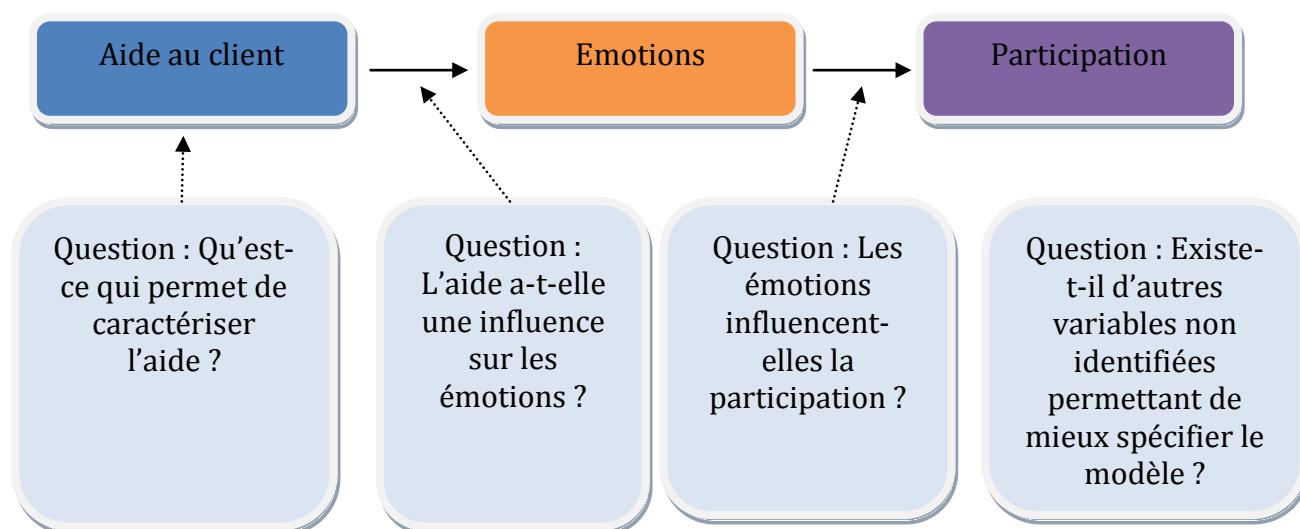 Aide au client
Emotions
Participation
Question : Qu’est-
ce qui permet de
caractériser
l’aide ?
Question :
L’aide a-t-elle
une influence
sur les
émotions ?
Question : Les
émotions
influencent-
elles la
participation ?
Question : Existe-
t-il d’autres
variables non
identifiées
permettant de
mieux spécifier le
modèle ?